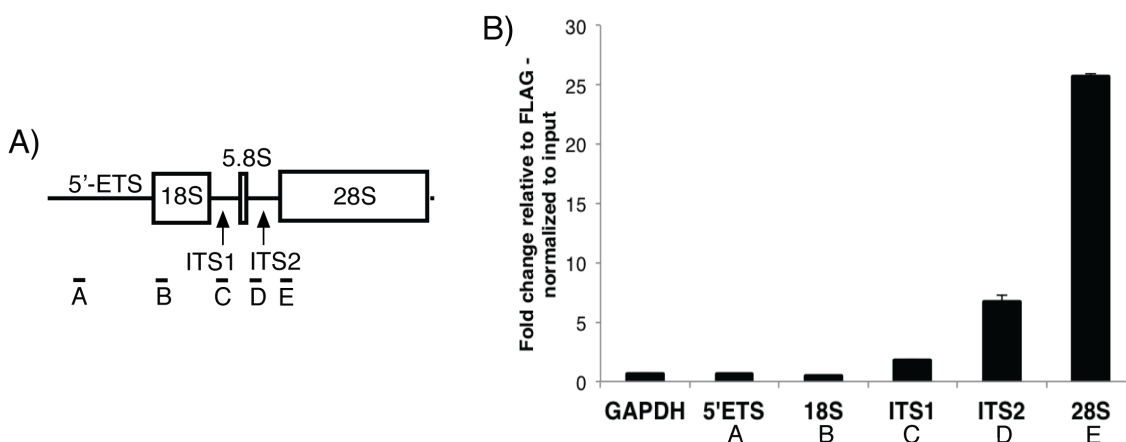 A)
5'-ETS
18S
5.8S
28S
ITS1 ITS2
A B C D E
B)
Fold change relative to FLAG -
normalized to input
30
25
20
15
10
5
0
GAPDH 5'ETS 18S ITS1 ITS2 28S
A B C D E